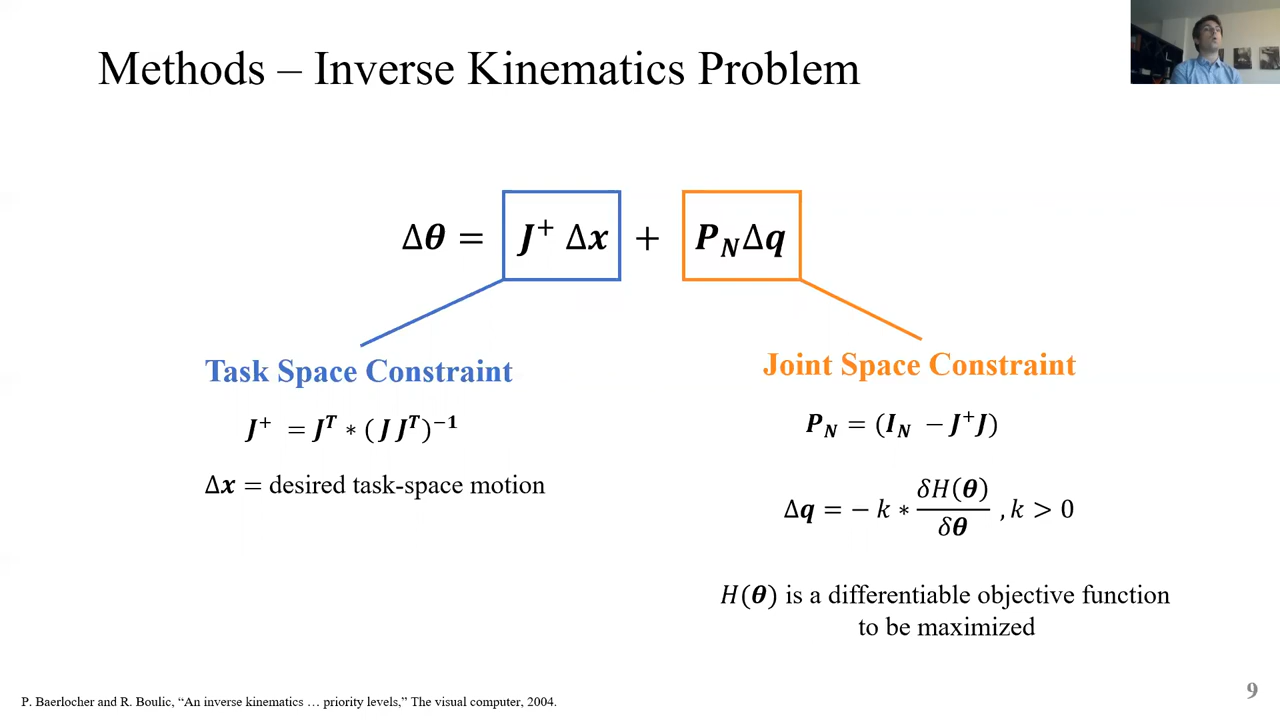 Methods – Inverse Kinematics Problem
Δθ = J⁺ Δx + P_NΔq
Task Space Constraint
J⁺ = Jᵀ ∗ (J Jᵀ)⁻¹
Δx = desired task-space motion
Joint Space Constraint
P_N = (I_N − J⁺J)
Δq = − k ∗ δH(θ)/δθ , k > 0
H(θ) is a differentiable objective function
to be maximized
P. Baerlocher and R. Boulic, “An inverse kinematics … priority levels,” The visual computer, 2004.
9